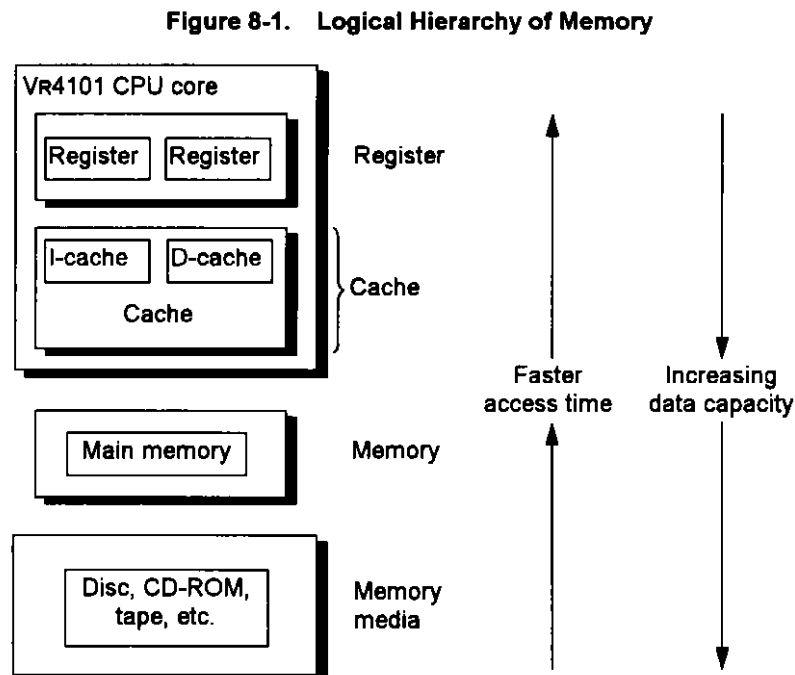 Figure 8-1. Logical Hierarchy of Memory
VR4101 CPU core
Register Register
Register
I-cache D-cache
Cache
Cache
Faster
access time
Increasing
data capacity
Main memory
Memory
Disc, CD-ROM,
tape, etc.
Memory
media